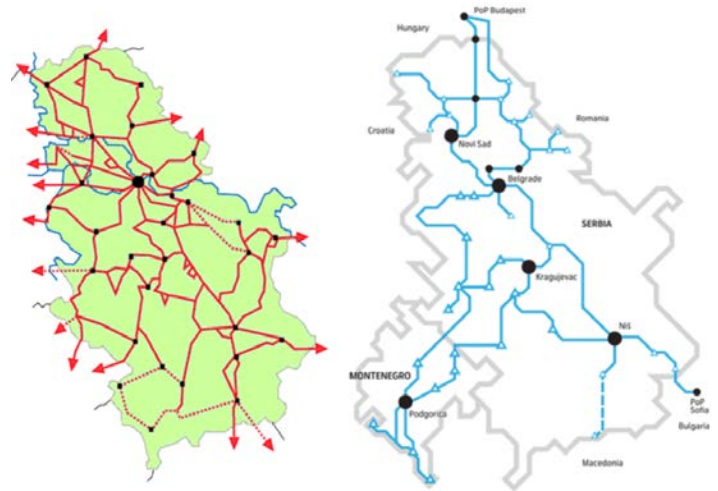 PoP Budapest
Hungary
Romania
Croatia
Novi Sad
Belgrade
SERBIA
Kragujevac
Niš
MONTENEGRO
PoP
Sofia
Podgorica
Bulgaria
Macedonia